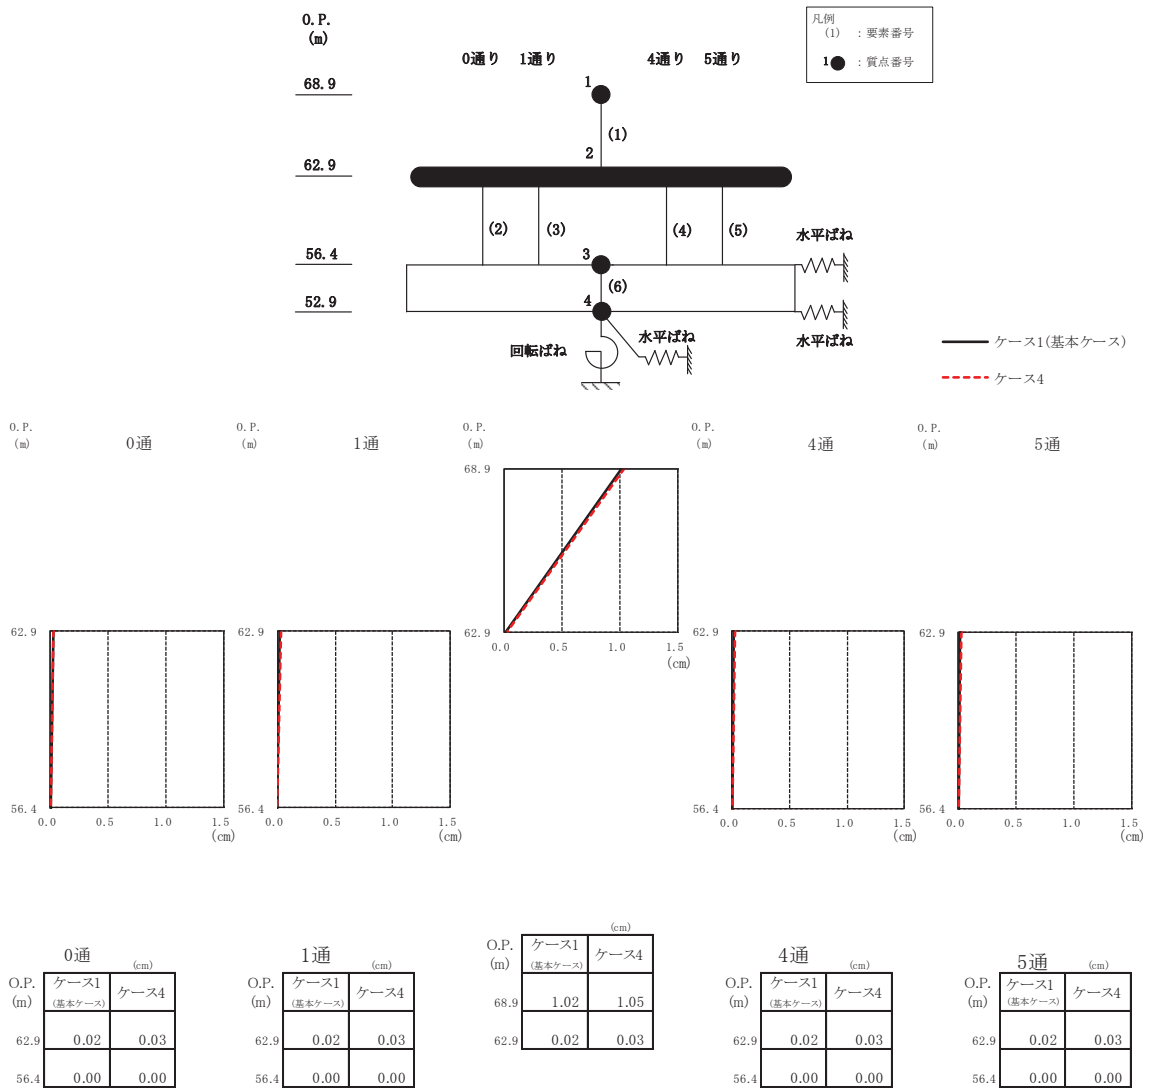 O.P.
(m)
凡例
(1) : 要素番号
1 : 質点番号
0通り 1通り 4通り 5通り
68.9
1
(1)
2
62.9
(2) (3) (4) (5)
水平ばね
56.4
3
(6)
52.9
4
水平ばね
水平ばね
回転ばね
ケース1(基本ケース)
ケース4
O.P.
(m)
0通
62.9
56.4
0.0 0.5 1.0 1.5
(cm)
O.P.
(m)
1通
62.9
56.4
0.0 0.5 1.0 1.5
(cm)
O.P.
(m)
68.9
62.9
0.0 0.5 1.0 1.5
(cm)
O.P.
(m)
4通
62.9
56.4
0.0 0.5 1.0 1.5
(cm)
O.P.
(m)
5通
62.9
56.4
0.0 0.5 1.0 1.5
(cm)
0通 (cm)
O.P.
(m)
ケース1
(基本ケース)
ケース4
62.9 0.02 0.03
56.4 0.00 0.00
1通 (cm)
O.P.
(m)
ケース1
(基本ケース)
ケース4
62.9 0.02 0.03
56.4 0.00 0.00
(cm)
O.P.
(m)
ケース1
(基本ケース)
ケース4
68.9 1.02 1.05
62.9 0.02 0.03
4通 (cm)
O.P.
(m)
ケース1
(基本ケース)
ケース4
62.9 0.02 0.03
56.4 0.00 0.00
5通 (cm)
O.P.
(m)
ケース1
(基本ケース)
ケース4
62.9 0.02 0.03
56.4 0.00 0.00